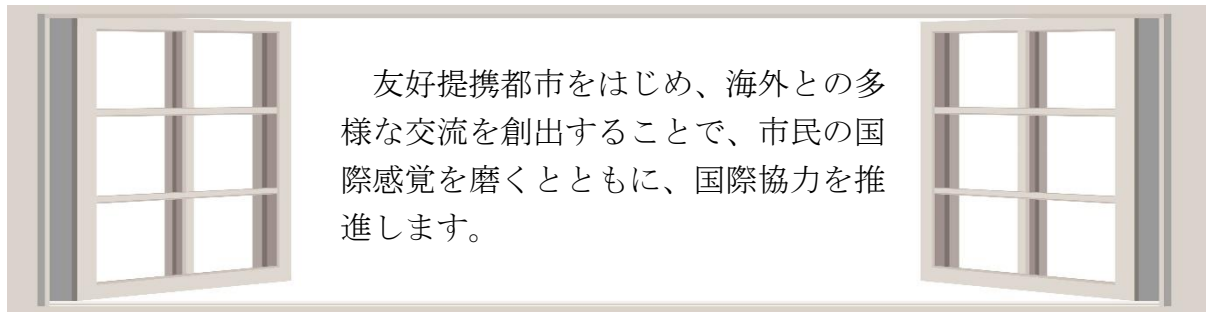 友好提携都市をはじめ、海外との多
様な交流を創出することで、市民の国
際感覚を磨くとともに、国際協力を推
進します。